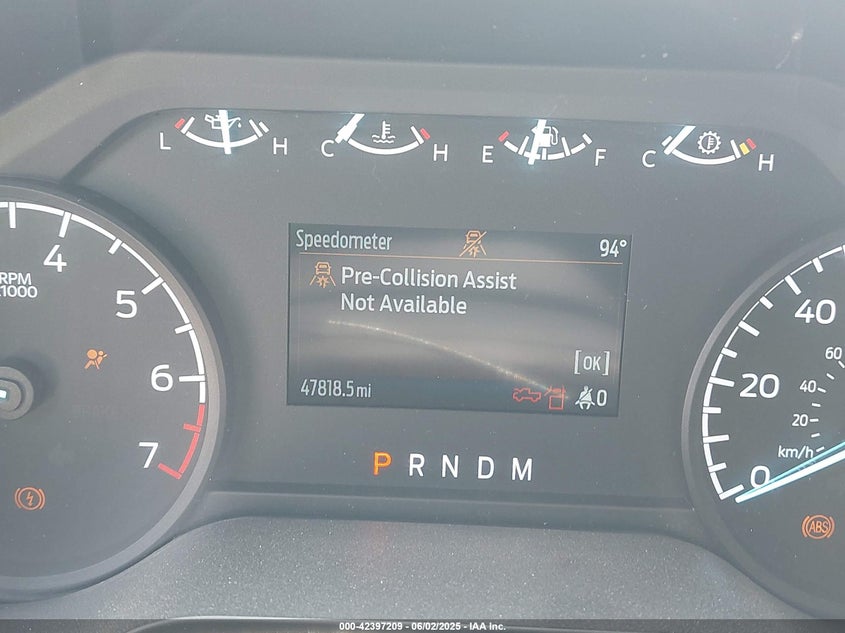 L H C H E F C H
4
RPM
x1000
5
6
7
Speedometer 94°
Pre-Collision Assist
Not Available
[OK]
47818.5 mi 0
P R N D M
40
20
0
60
40
20
km/h
ABS
000-42397209 - 06/02/2025 - IAA Inc.